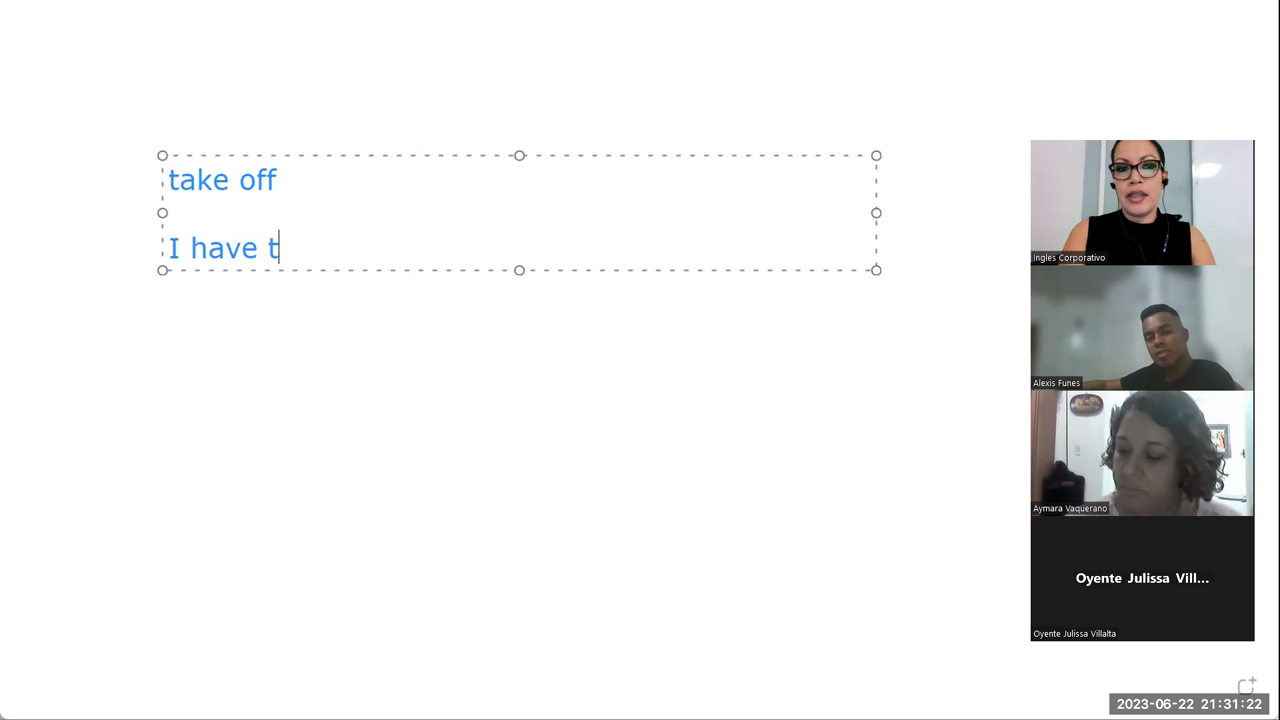 take off
I have t
Ingles Corporativo
Alexis Funes
Aymara Vaquerano
Oyente Julissa Vill...
Oyente Julissa Villalta
2023-06-22 21:31:22